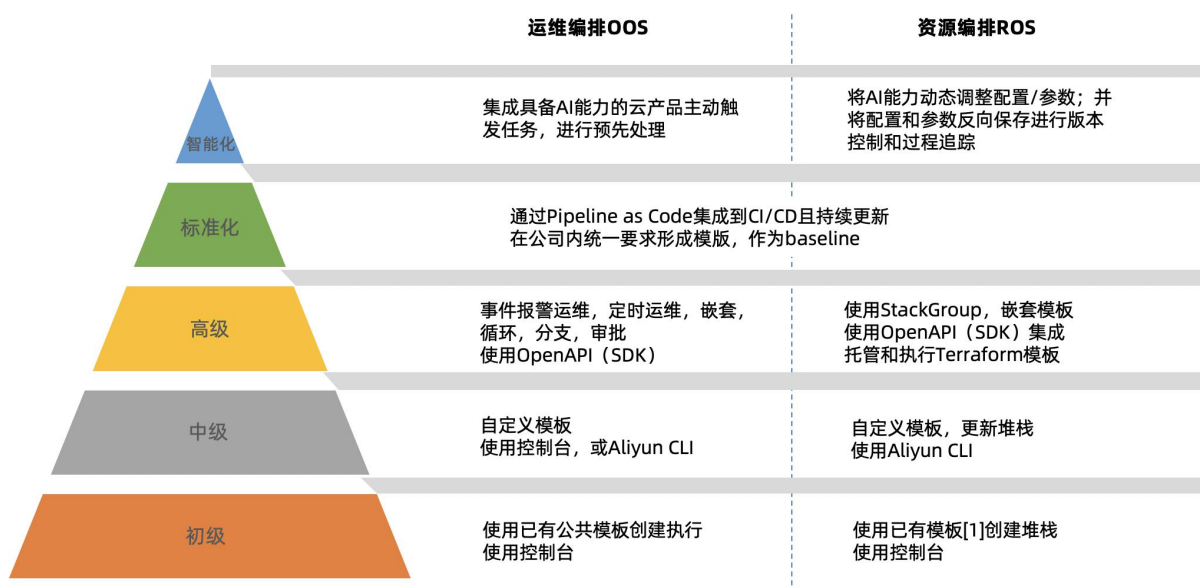 运维编排OOS
资源编排ROS
智能化
集成具备AI能力的云产品主动触
发任务，进行预先处理
将AI能力动态调整配置/参数；并
将配置和参数反向保存进行版本
控制和过程追踪
标准化
通过Pipeline as Code集成到CI/CD且持续更新
在公司内统一要求形成模版，作为baseline
高级
事件报警运维，定时运维，嵌套，
循环，分支，审批
使用OpenAPI（SDK）
使用StackGroup，嵌套模板
使用OpenAPI（SDK）集成
托管和执行Terraform模板
中级
自定义模板
使用控制台，或Aliyun CLI
自定义模板，更新堆栈
使用Aliyun CLI
初级
使用已有公共模板创建执行
使用控制台
使用已有模板[1]创建堆栈
使用控制台